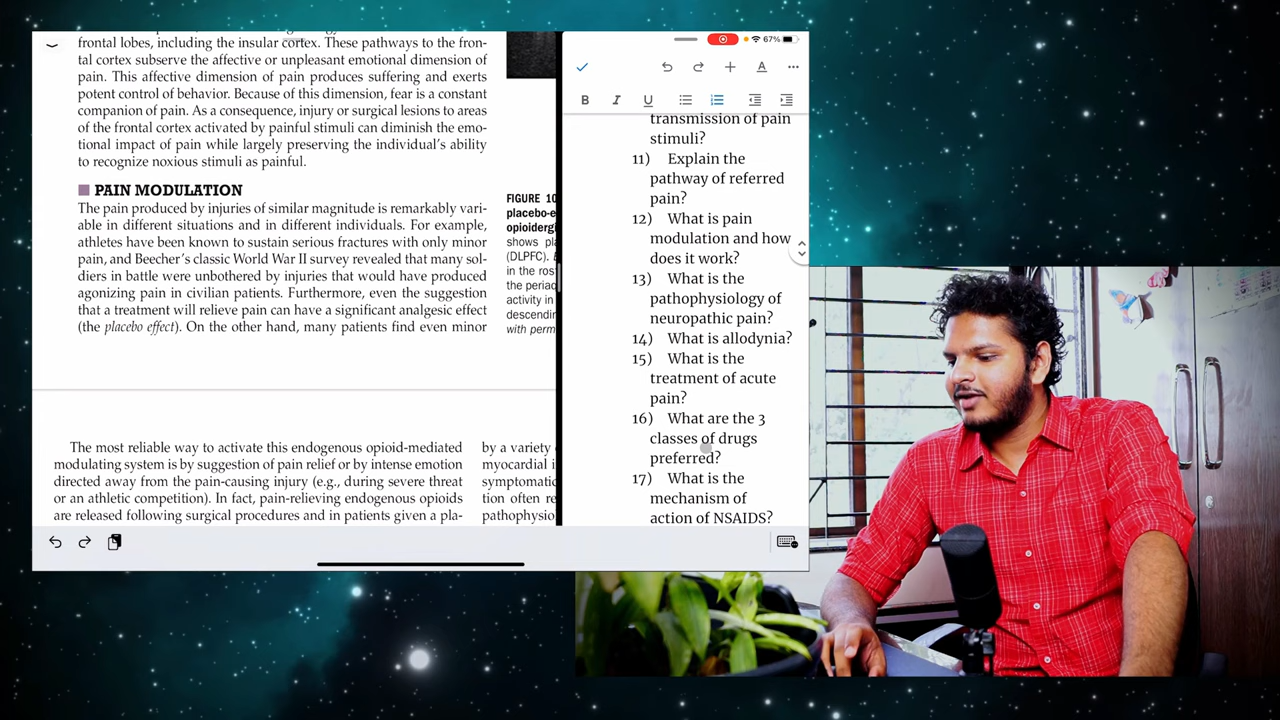 frontal lobes, including the insular cortex. These pathways to the fron-
tal cortex subserve the affective or unpleasant emotional dimension of
pain. This affective dimension of pain produces suffering and exerts
potent control of behavior. Because of this dimension, fear is a constant
companion of pain. As a consequence, injury or surgical lesions to areas
of the frontal cortex activated by painful stimuli can diminish the emo-
tional impact of pain while largely preserving the individual's ability
to recognize noxious stimuli as painful.
PAIN MODULATION
The pain produced by injuries of similar magnitude is remarkably vari-
able in different situations and in different individuals. For example,
athletes have been known to sustain serious fractures with only minor
pain, and Beecher's classic World War II survey revealed that many sol-
diers in battle were unbothered by injuries that would have produced
agonizing pain in civilian patients. Furthermore, even the suggestion
that a treatment will relieve pain can have a significant analgesic effect
(the placebo effect). On the other hand, many patients find even minor
The most reliable way to activate this endogenous opioid-mediated
modulating system is by suggestion of pain relief or by intense emotion
directed away from the pain-causing injury (e.g., during severe threat
or an athletic competition). In fact, pain-relieving endogenous opioids
are released following surgical procedures and in patients given a pla-
FIGURE 10
placebo-e
opioidergi
shows pla
(DLPFC).
in the ros
the periaq
activity in
descendin
with perm
by a variety
myocardial i
symptomatic
tion often re
pathophysio
67%
A
B I U
transmission of pain
stimuli?
11) Explain the
pathway of referred
pain?
12) What is pain
modulation and how
does it work?
13) What is the
pathophysiology of
neuropathic pain?
14) What is allodynia?
15) What is the
treatment of acute
pain?
16) What are the 3
classes of drugs
preferred?
17) What is the
mechanism of
action of NSAIDS?